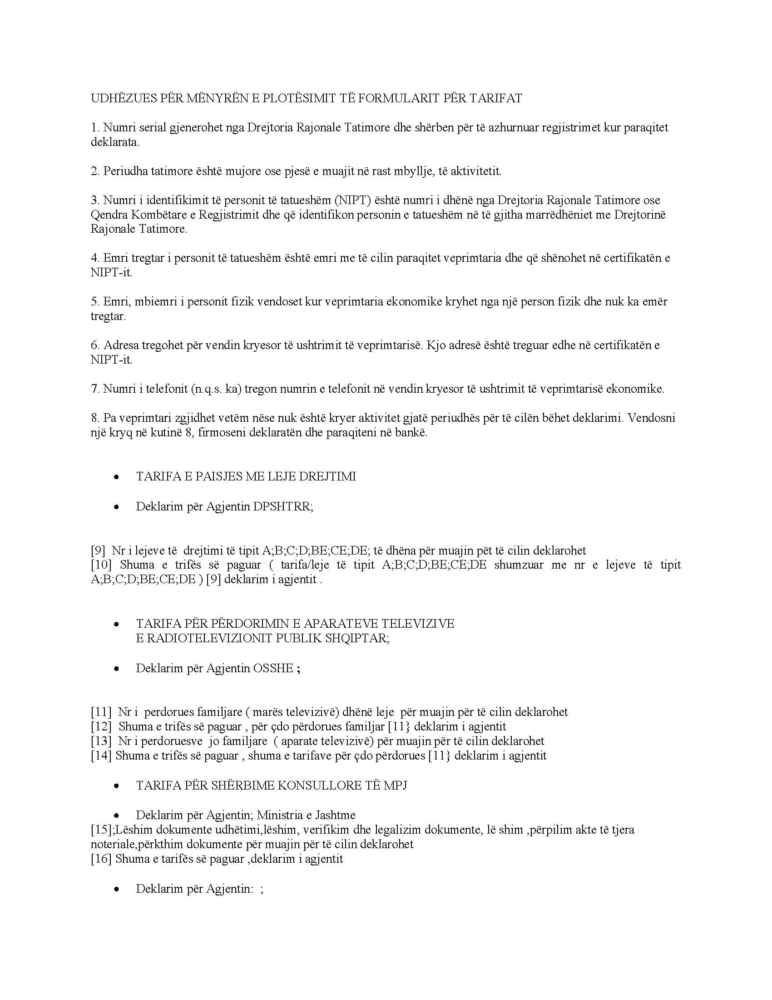 UDHËZUES PËR MËNYRËN E PLOTËSIMIT TË FORMULARIT PËR TARIFAT
1. Numri serial gjenerohet nga Drejtoria Rajonale Tatimore dhe shërben për të azhurnuar regjistrimet kur paraqitet
deklarata.
2. Periudha tatimore është mujore ose pjesë e muajit në rast mbyllje, të aktivitetit.
3. Numri i identifikimit të personit të tatueshëm (NIPT) është numri i dhënë nga Drejtoria Rajonale Tatimore ose
Qendra Kombëtare e Regjistrimit dhe që identifikon personin e tatueshëm në të gjitha marrëdhëniet me Drejtorinë
Rajonale Tatimore.
4. Emri tregtar i personit të tatueshëm është emri me të cilin paraqitet veprimtaria dhe që shënohet në certifikatën e
NIPT-it.
5. Emri, mbiemri i personit fizik vendoset kur veprimtaria ekonomike kryhet nga një person fizik dhe nuk ka emër
tregtar.
6. Adresa tregohet për vendin kryesor të ushtrimit të veprimtarisë. Kjo adresë është treguar edhe në certifikatën e
NIPT-it.
7. Numri i telefonit (n.q.s. ka) tregon numrin e telefonit në vendin kryesor të ushtrimit të veprimtarisë ekonomike.
8. Pa veprimtari zgjidhet vetëm nëse nuk është kryer aktivitet gjatë periudhës për të cilën bëhet deklarimi. Vendosni
një kryq në kutinë 8, firmoseni deklaratën dhe paraqiteni në bankë.
• TARIFA E PAISJES ME LEJE DREJTIMI
• Deklarim për Agjentin DPSHTRR;
[9] Nr i lejeve të drejtimi të tipit A;B;C;D;BE;CE;DE; të dhëna për muajin pët të cilin deklarohet
[10] Shuma e trifës së paguar ( tarifa/leje të tipit A;B;C;D;BE;CE;DE shumzuar me nr e lejeve të tipit
A;B;C;D;BE;CE;DE ) [9] deklarim i agjentit .
• TARIFA PËR PËRDORIMIN E APARATEVE TELEVIZIVE
E RADIOTELEVIZIONIT PUBLIK SHQIPTAR;
• Deklarim për Agjentin OSSHE ;
[11] Nr i perdorues familjare ( marës televizivë) dhënë leje për muajin për të cilin deklarohet
[12] Shuma e trifës së paguar , për çdo përdorues familjar [11} deklarim i agjentit
[13] Nr i perdoruesve jo familjare ( aparate televizivë) për muajin për të cilin deklarohet
[14] Shuma e trifës së paguar , shuma e tarifave për çdo përdorues [11} deklarim i agjentit
• TARIFA PËR SHËRBIME KONSULLORE TË MPJ
• Deklarim për Agjentin; Ministria e Jashtme
[15];Lëshim dokumente udhëtimi,lëshim, verifikim dhe legalizim dokumente, lë shim ,përpilim akte të tjera
noteriale,përkthim dokumente për muajin për të cilin deklarohet
[16] Shuma e tarifës së paguar ,deklarim i agjentit
• Deklarim për Agjentin: ;